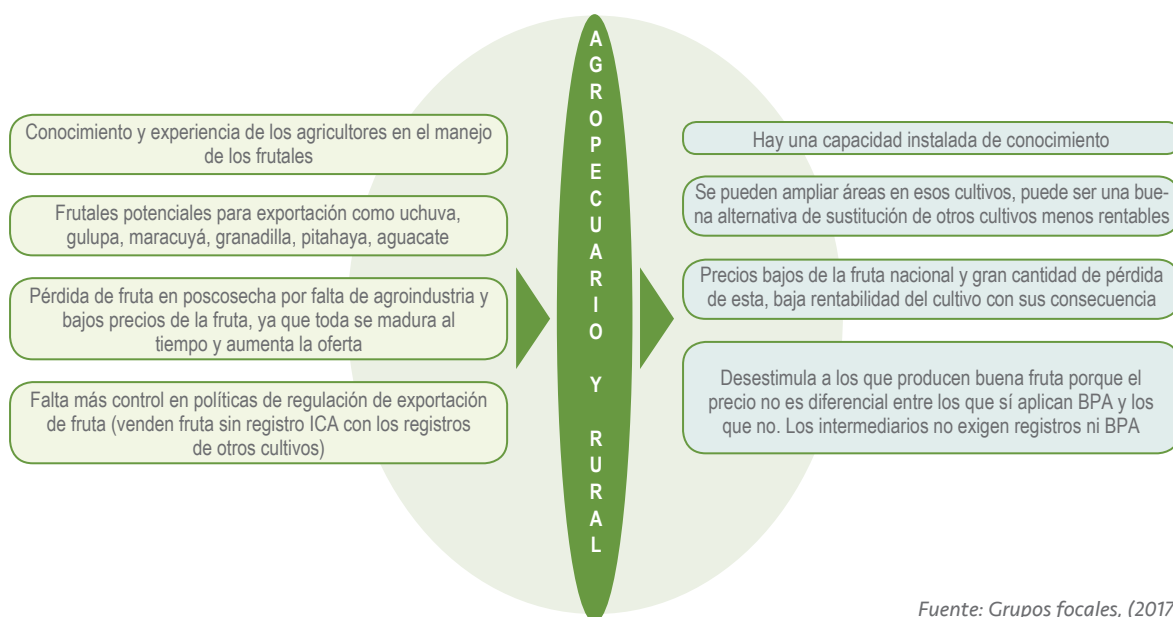 Conocimiento y experiencia de los agricultores en el manejo
de los frutales
Frutales potenciales para exportación como uchuva,
gulupa, maracuyá, granadilla, pitahaya, aguacate
Pérdida de fruta en poscosecha por falta de agroindustria y
bajos precios de la fruta, ya que toda se madura al
tiempo y aumenta la oferta
Falta más control en políticas de regulación de exportación
de fruta (venden fruta sin registro ICA con los registros
de otros cultivos)
AGROPECUARIO Y RURAL
Hay una capacidad instalada de conocimiento
Se pueden ampliar áreas en esos cultivos, puede ser una bue-
na alternativa de sustitución de otros cultivos menos rentables
Precios bajos de la fruta nacional y gran cantidad de pérdida
de esta, baja rentabilidad del cultivo con sus consecuencia
Desestimula a los que producen buena fruta porque el
precio no es diferencial entre los que sí aplican BPA y los
que no. Los intermediarios no exigen registros ni BPA
Fuente: Grupos focales, (2017